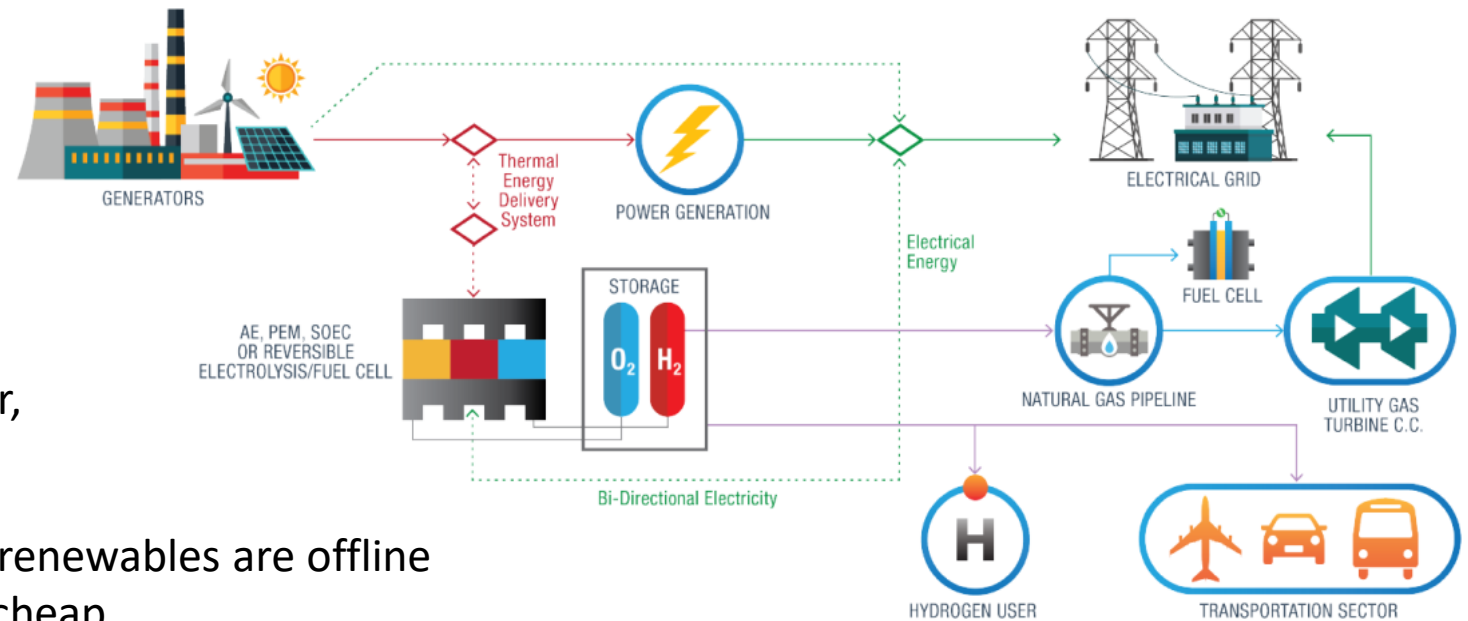 GENERATORS
Thermal
Energy
Delivery
System
POWER GENERATION
ELECTRICAL GRID
Electrical
Energy
FUEL CELL
STORAGE
O2
H2
AE, PEM, SOEC
OR REVERSIBLE
ELECTROLYSIS/FUEL CELL
NATURAL GAS PIPELINE
UTILITY GAS
TURBINE C.C.
r,
Bi-Directional Electricity
renewables are offline
cheap
H
HYDROGEN USER
TRANSPORTATION SECTOR